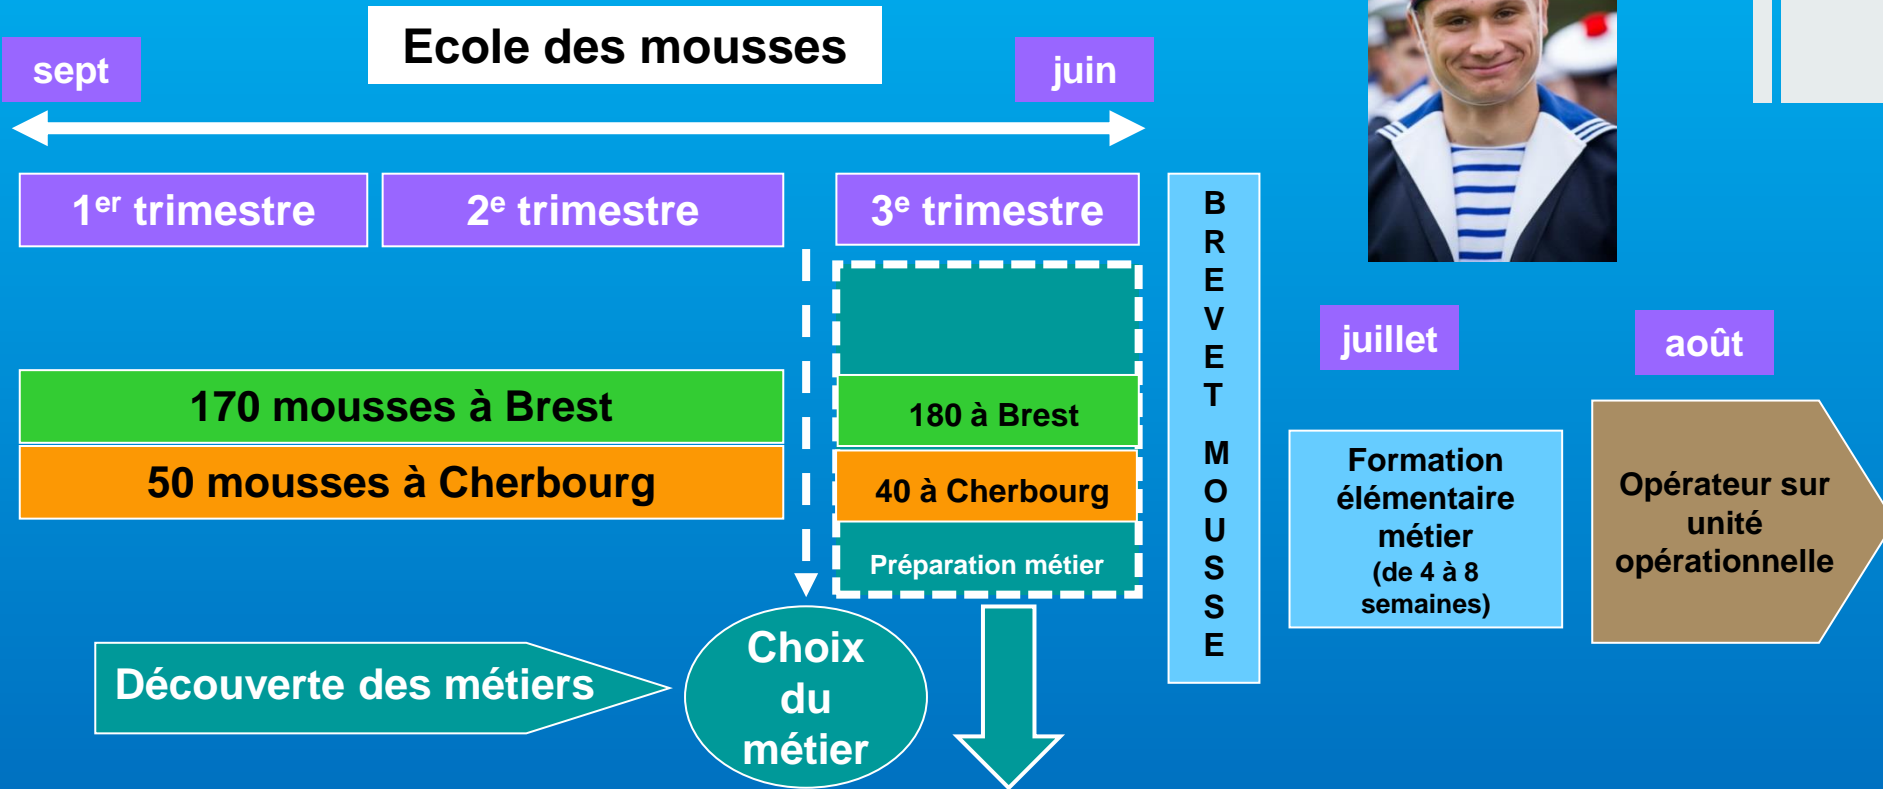 Ecole des mousses
sept
juin
1er trimestre
2e trimestre
3e trimestre
BREVET MOUSSE
juillet
août
170 mousses à Brest
180 à Brest
50 mousses à Cherbourg
40 à Cherbourg
Préparation métier
Formation
élémentaire
métier
(de 4 à 8
semaines)
Opérateur sur
unité
opérationnelle
Découverte des métiers
Choix
du
métier